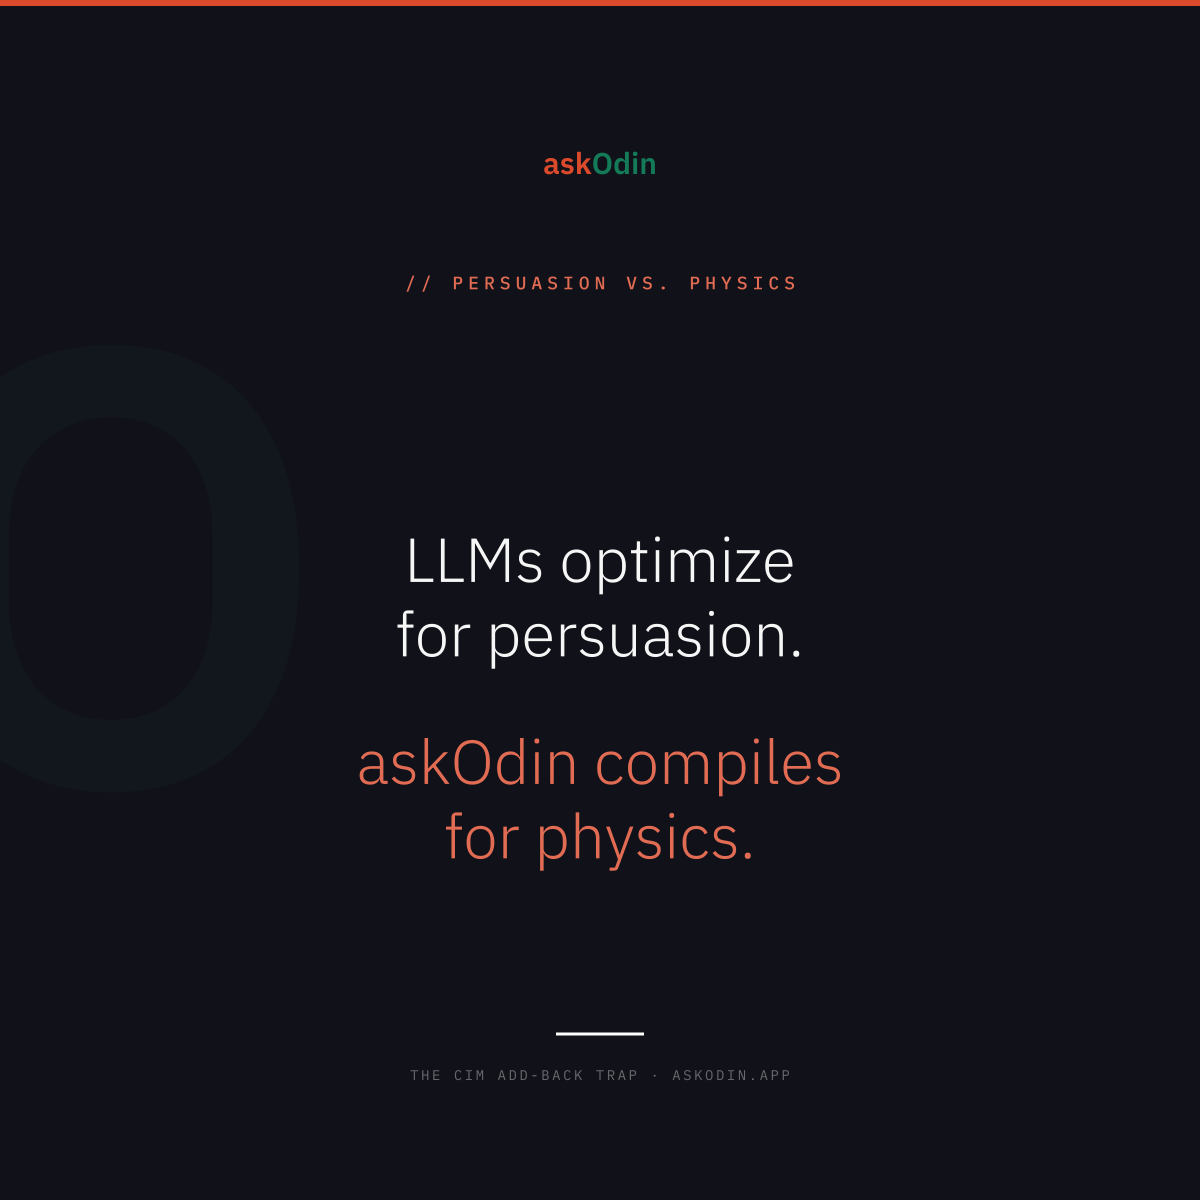 askOdin
// PERSUASION VS. PHYSICS
LLMs optimize
for persuasion.
askOdin compiles
for physics.
THE CIM ADD-BACK TRAP · ASKODIN.APP